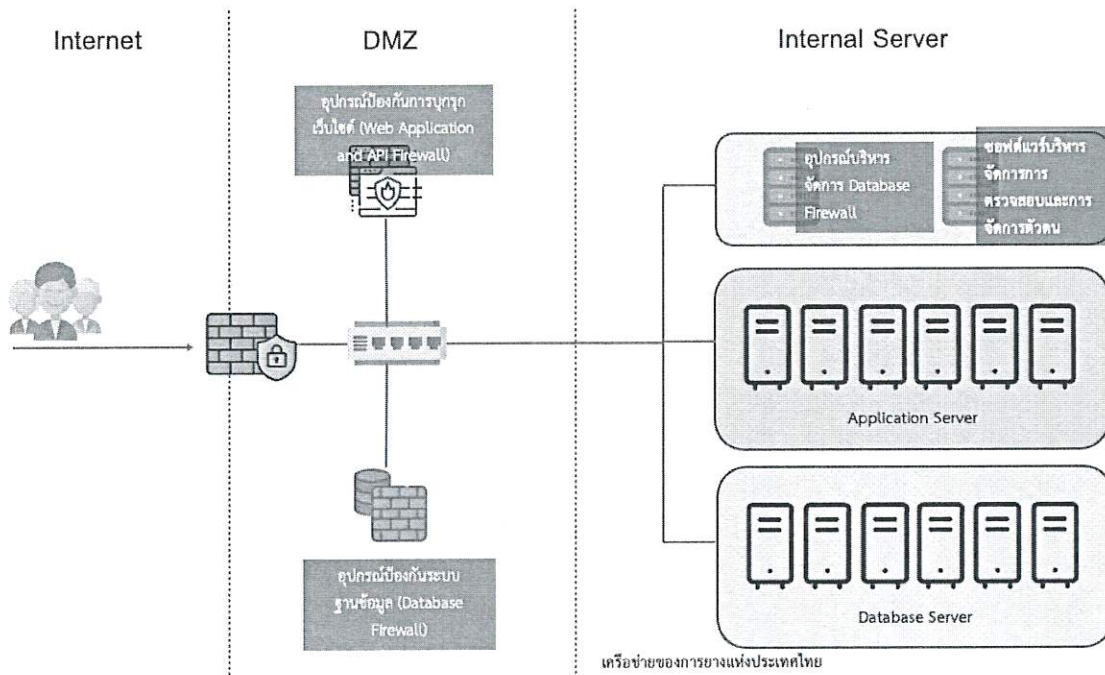 Internet
DMZ
Internal Server
อุปกรณ์ป้องกันการบุกรุก
เว็บไซต์ (Web Application
and API Firewall)
อุปกรณ์บริหาร
จัดการ Database
Firewall
ซอฟต์แวร์บริหาร
จัดการการ
ตรวจสอบและการ
จัดการตัวตน
Application Server
อุปกรณ์ป้องกันระบบ
ฐานข้อมูล (Database
Firewall)
Database Server
เครือข่ายของการยางแห่งประเทศไทย